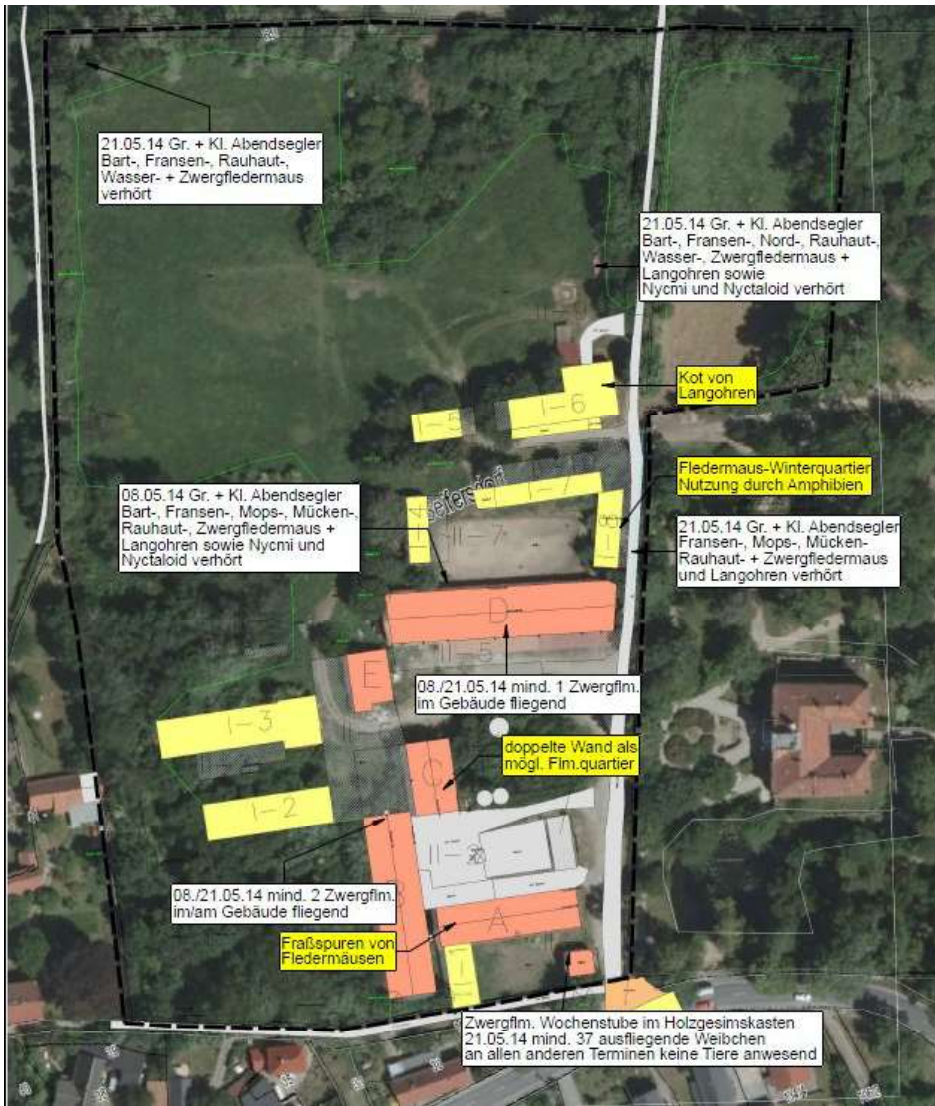 21.05.14 Gr. + Kl. Abendsegler
Bart-, Fransen-, Rauhaut-,
Wasser- + Zwergfledermaus
verhört
21.05.14 Gr. + Kl. Abendsegler
Bart-, Fransen-, Nord-, Rauhaut-,
Wasser-, Zwergfledermaus +
Langohren sowie
Nycmi und Nyctaloid verhört
Kot von
Langohren
I-5
I-6
Seifersdorf
Fledermaus-Winterquartier
Nutzung durch Amphibien
08.05.14 Gr. + Kl. Abendsegler
Bart-, Fransen-, Mops-, Mücken-,
Rauhaut-, Zwergfledermaus +
Langohren sowie Nycmi und
Nyctaloid verhört
I-4
I-7
II-7
I-8
21.05.14 Gr. + Kl. Abendsegler
Fransen-, Mops-, Mücken-
Rauhaut- + Zwergfledermaus
und Langohren verhört
D
II-5
E
08./21.05.14 mind. 1 Zwergflm.
im Gebäude fliegend
I-3
doppelte Wand als
mögl. Flm.quartier
C
I-2
08./21.05.14 mind. 2 Zwergflm.
im/am Gebäude fliegend
A
Fraßspuren von
Fledermäusen
I-1
Zwergflm. Wochenstube im Holzgesimskasten
21.05.14 mind. 37 ausfliegende Weibchen
an allen anderen Terminen keine Tiere anwesend